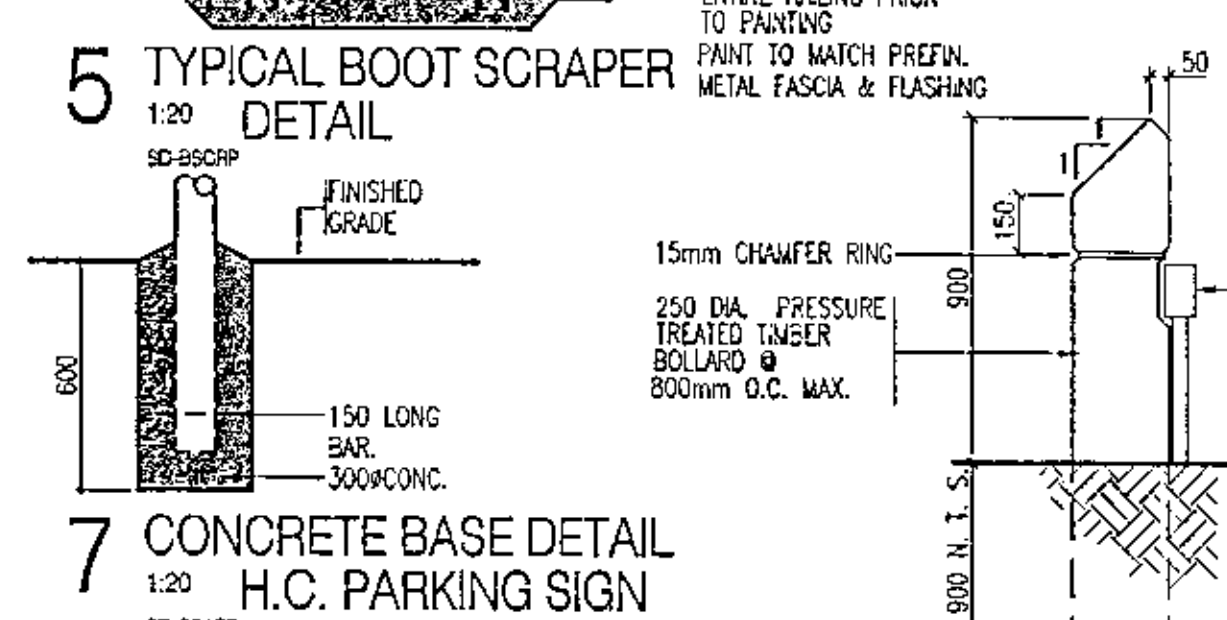 TO PAINTING
PAINT TO MATCH PREFIN.
METAL FASCIA & FLASHING
5 TYPICAL BOOT SCRAPER
1:20 DETAIL
SD-BSCRP
FINISHED
GRADE
600
150 LONG
BAR.
300øCONC.
7 CONCRETE BASE DETAIL
1:20 H.C. PARKING SIGN
50
1
1
150
900
15mm CHAMFER RING
250 DIA. PRESSURE
TREATED TIMBER
BOLLARD @
800mm O.C. MAX.
900 N.T.S.